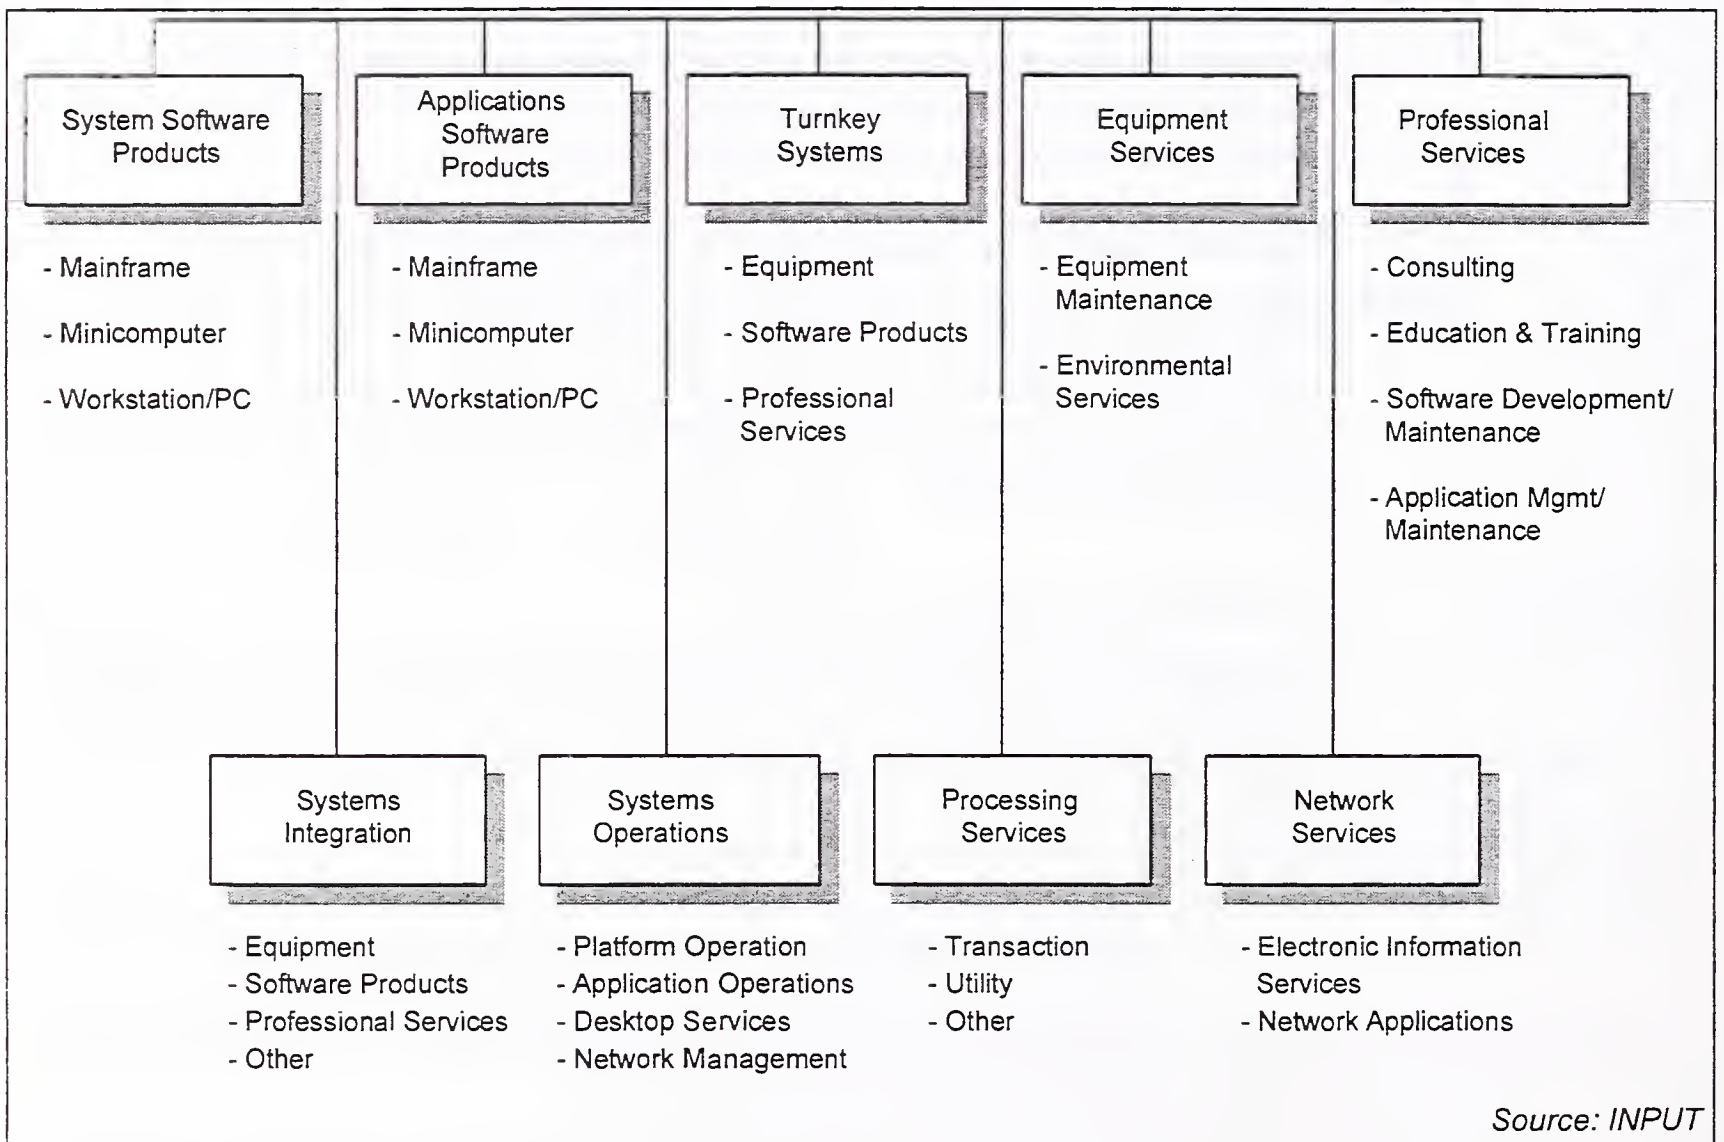 System Software
Products
- Mainframe
- Minicomputer
- Workstation/PC
Applications
Software
Products
- Mainframe
- Minicomputer
- Workstation/PC
Turnkey
Systems
- Equipment
- Software Products
- Professional
Services
Equipment
Services
- Equipment
Maintenance
- Environmental
Services
Professional
Services
- Consulting
- Education & Training
- Software Development/
Maintenance
- Application Mgmt/
Maintenance
Systems
Integration
- Equipment
- Software Products
- Professional Services
- Other
Systems
Operations
- Platform Operation
- Application Operations
- Desktop Services
- Network Management
Processing
Services
- Transaction
- Utility
- Other
Network
Services
- Electronic Information
Services
- Network Applications
Source: INPUT